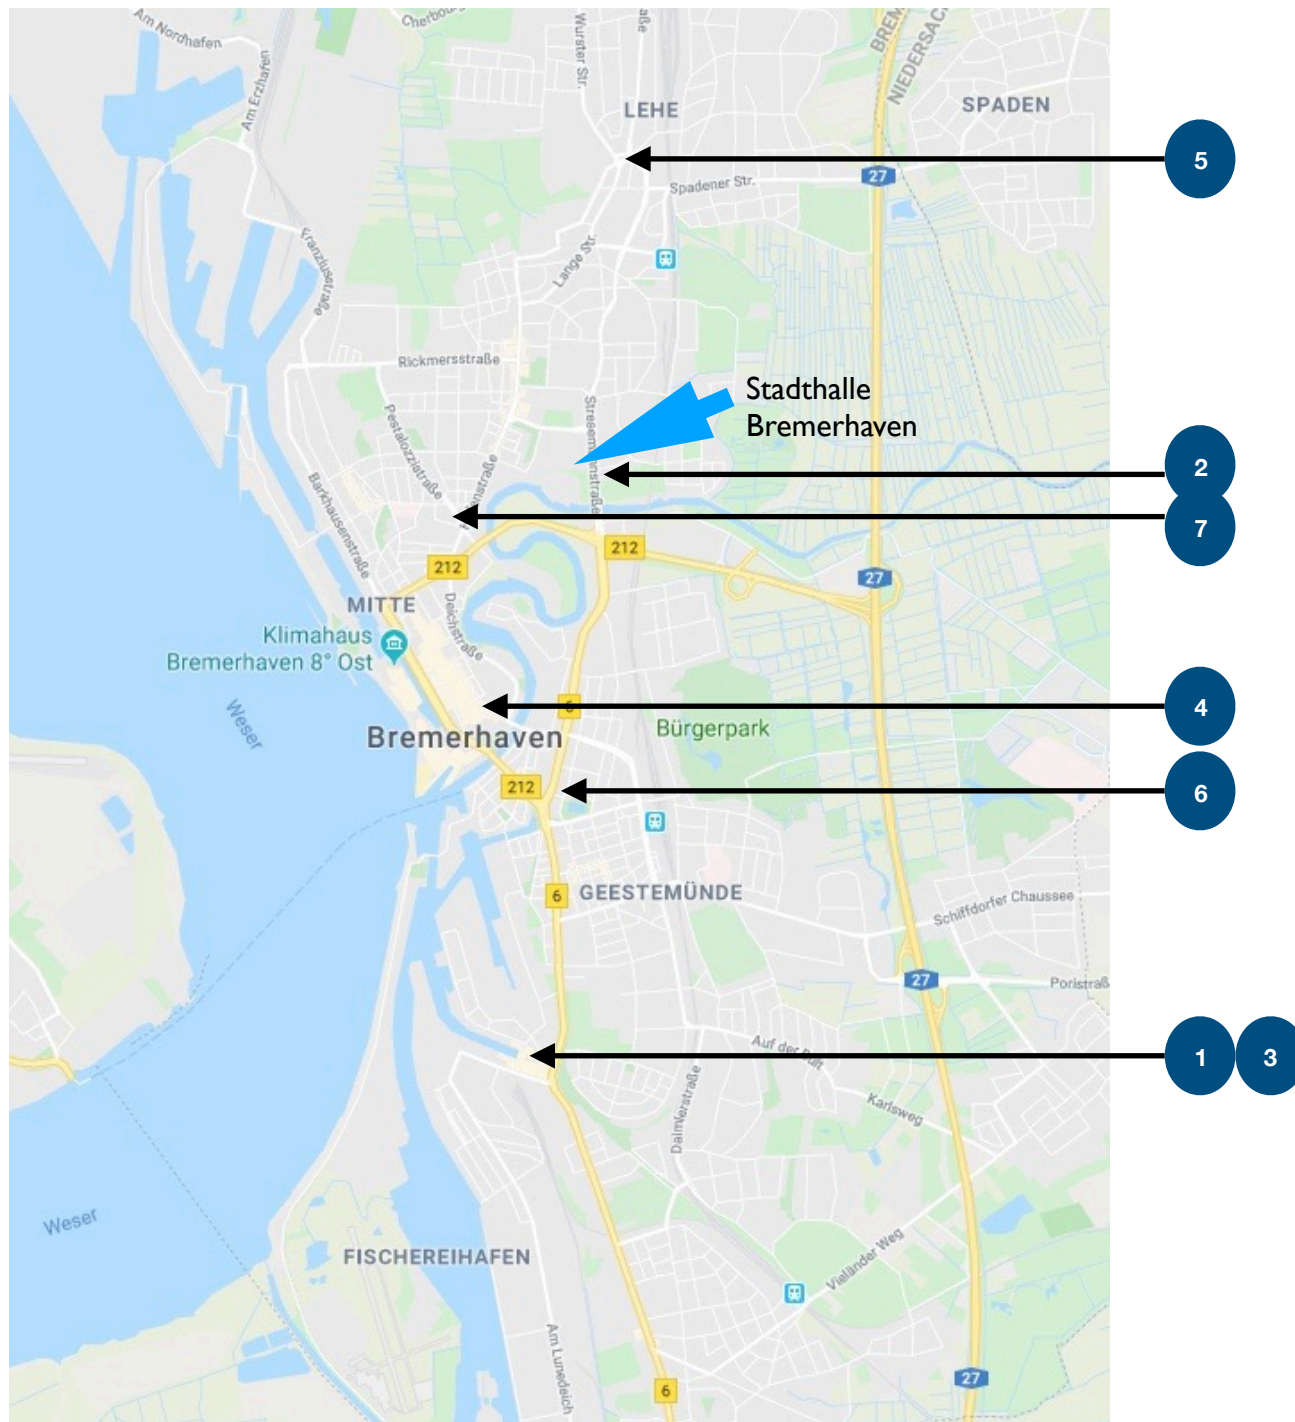 Am Nordhafen
Wurster Str.
Am Erzhafen
LEHE
SPADEN
NIEDERSAC
5
Spadener Str.
27
Franziusstraße
Lange Str.
Rickmersstraße
Stadthalle
Bremerhaven
Pestalozzistraße
2
Barkhausenstraße
7
212
212
27
MITTE
Deichstraße
Klimahaus
Bremerhaven 8° Ost
Weser
6
4
Bremerhaven
Bürgerpark
212
6
6
GEESTEMÜNDE
Schiffdorfer Chaussee
27
Poristraß
Auf der Bült
1
3
Karlsweg
Daimlerstraße
Weser
FISCHEREIHAFEN
Vieländer Weg
Am Lunedeich
27
6